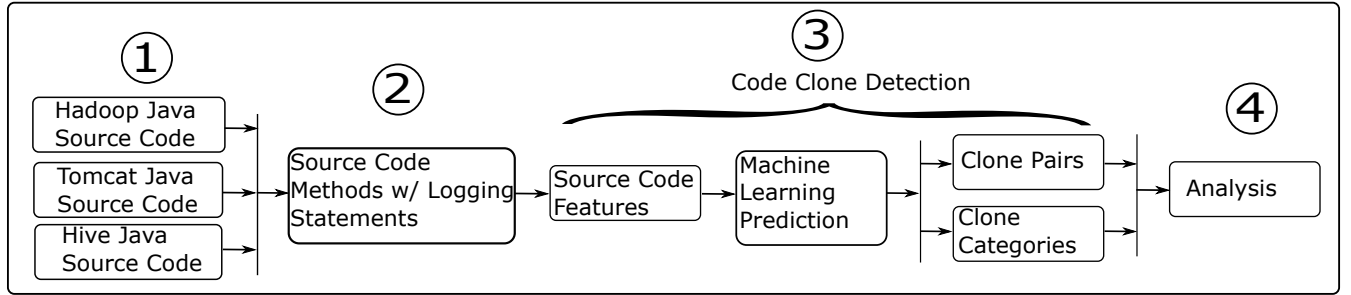 1
Hadoop Java
Source Code
Tomcat Java
Source Code
Hive Java
Source Code
2
Source Code
Methods w/ Logging
Statements
3
Code Clone Detection
Source Code
Features
Machine
Learning
Prediction
Clone Pairs
Clone
Categories
4
Analysis